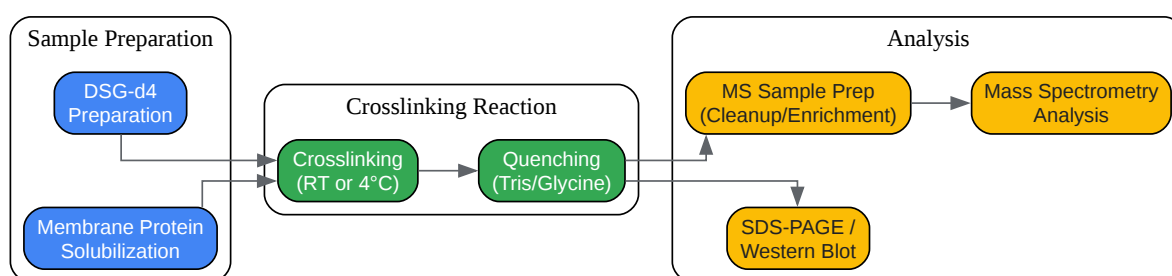 Sample Preparation
DSG-d4
Preparation
Membrane Protein
Solubilization
Crosslinking Reaction
Crosslinking
(RT or 4°C)
Quenching
(Tris/Glycine)
Analysis
MS Sample Prep
(Cleanup/Enrichment)
Mass Spectrometry
Analysis
SDS-PAGE /
Western Blot